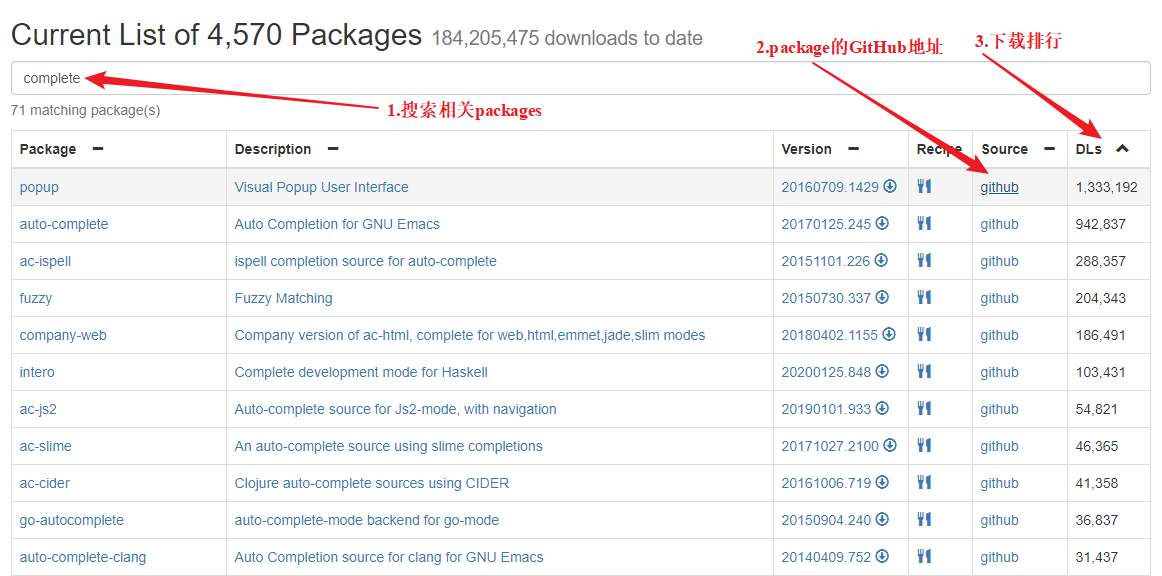 Current List of 4,570 Packages 184,205,475 downloads to date
2.package的GitHub地址
3.下载排行
complete
1.搜索相关packages
71 matching package(s)
Package Description Version Recipe Source DLs
popup Visual Popup User Interface 20160709.1429 github 1,333,192
auto-complete Auto Completion for GNU Emacs 20170125.245 github 942,837
ac-ispell ispell completion source for auto-complete 20151101.226 github 288,357
fuzzy Fuzzy Matching 20150730.337 github 204,343
company-web Company version of ac-html, complete for web,html,emmet,jade,slim modes 20180402.1155 github 186,491
intero Complete development mode for Haskell 20200125.848 github 103,431
ac-js2 Auto-complete source for Js2-mode, with navigation 20190101.933 github 54,821
ac-slime An auto-complete source using slime completions 20171027.2100 github 46,365
ac-cider Clojure auto-complete sources using CIDER 20161006.719 github 41,358
go-autocomplete auto-complete-mode backend for go-mode 20150904.240 github 36,837
auto-complete-clang Auto Completion source for clang for GNU Emacs 20140409.752 github 31,437